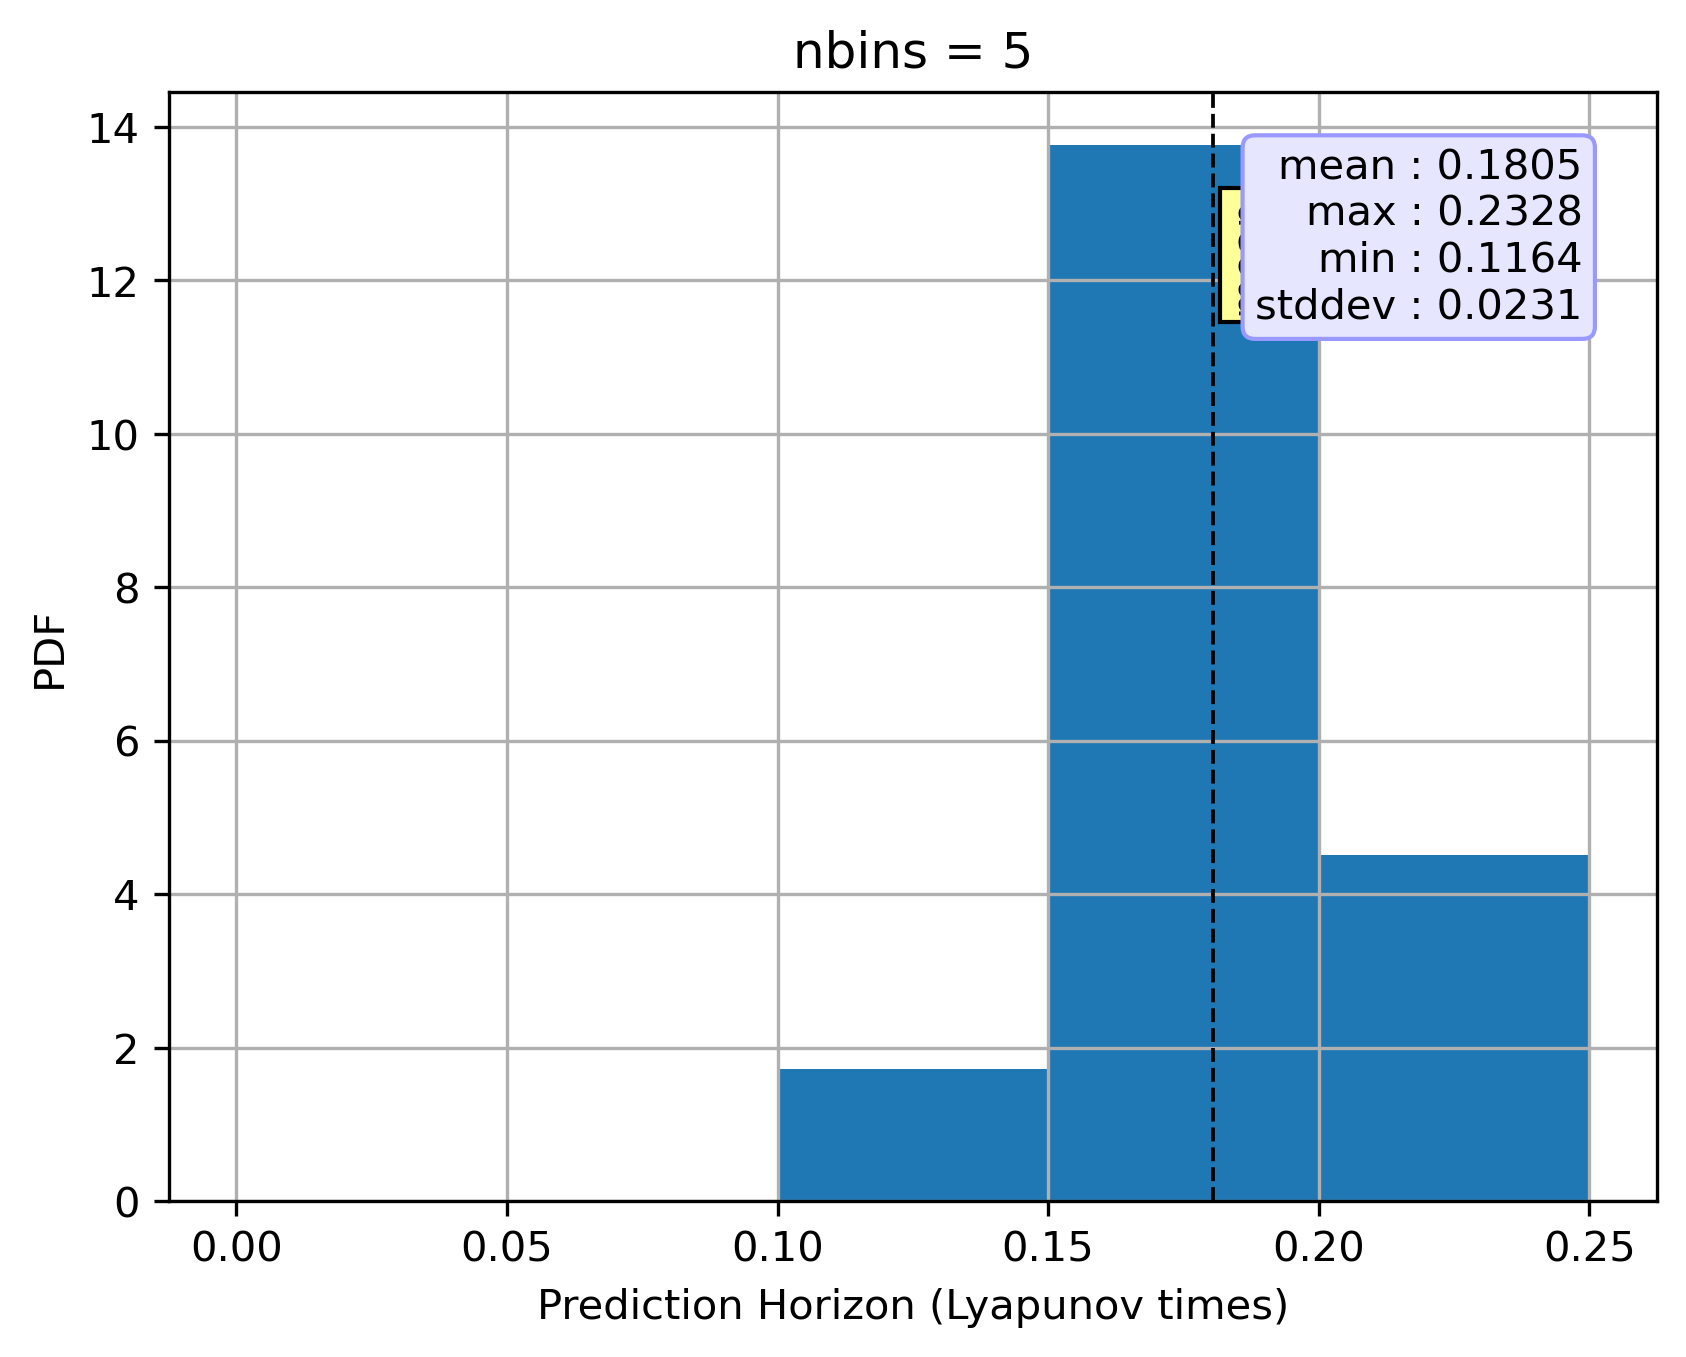 nbins = 5
14
12
10
8
6
4
2
0
PDF
mean : 0.1805
max : 0.2328
min : 0.1164
stddev : 0.0231
0.00 0.05 0.10 0.15 0.20 0.25
Prediction Horizon (Lyapunov times)